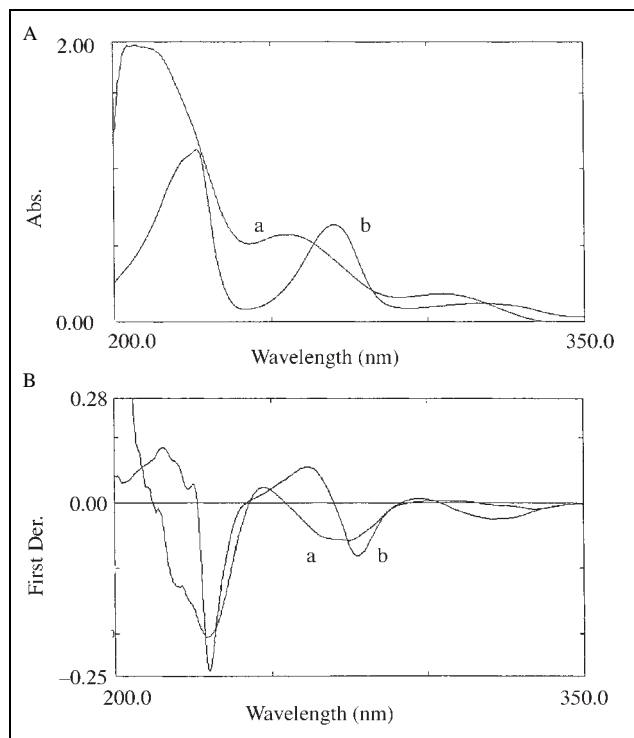 A
2.00
Abs.
a
b
0.00
200.0
350.0
Wavelength (nm)
B
0.28
0.00
First Der.
a
b
−0.25
200.0
350.0
Wavelength (nm)